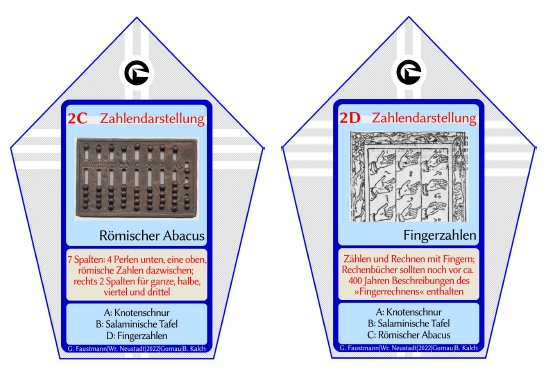 2C Zahlendarstellung
Römischer Abacus
7 Spalten: 4 Perlen unten, eine oben,
römische Zahlen dazwischen;
rechts 2 Spalten für ganze, halbe,
viertel und drittel
A: Knotenschnur
B: Salaminische Tafel
D: Fingerzahlen
G. Faustmann|Wr. Neustadt|2022|Gornau|B. Kalch
2D Zahlendarstellung
Fingerzahlen
Zählen und Rechnen mit Fingern;
Rechenbücher sollten noch vor ca.
400 Jahren Beschreibungen des
»Fingerrechnens« enthalten
A: Knotenschnur
B: Salaminische Tafel
C: Römischer Abacus
G. Faustmann|Wr. Neustadt|2022|Gornau|B. Kalch